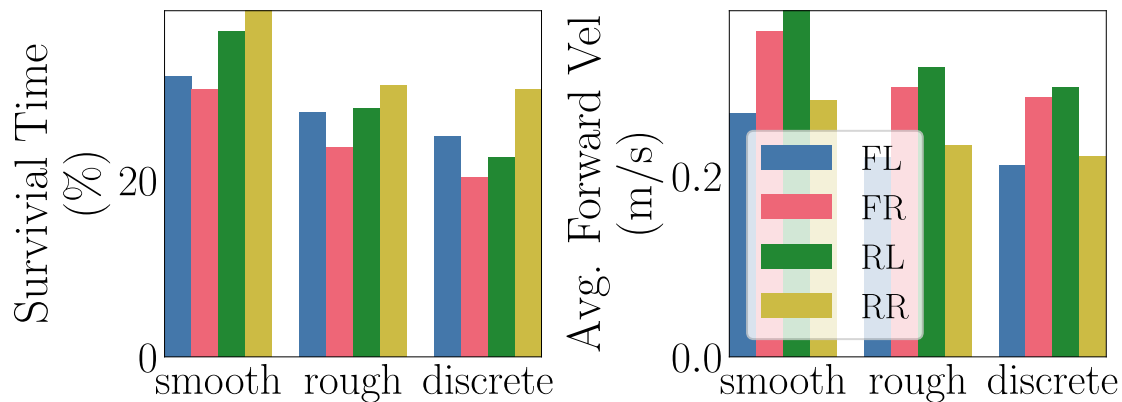 Survivial Time
(%)
20
0
smooth rough discrete
Avg. Forward Vel
(m/s)
0.2
0.0
FL
FR
RL
RR
smooth rough discrete